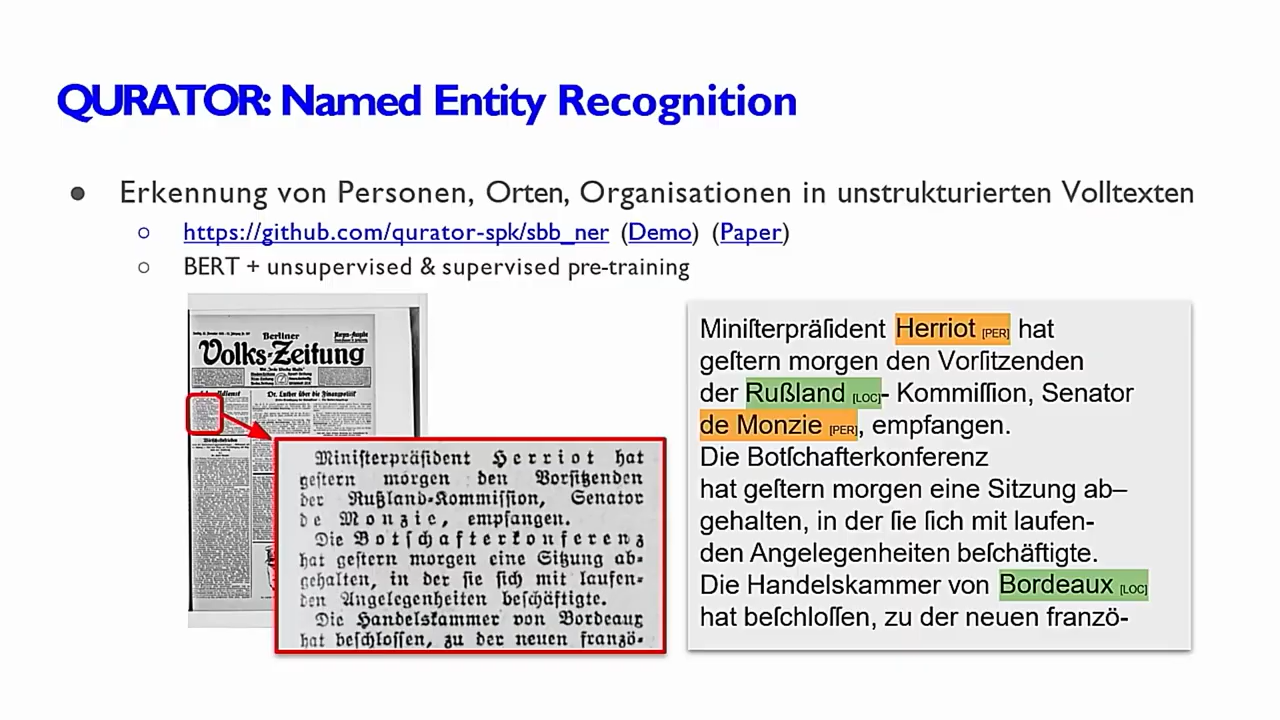 QURATOR: Named Entity Recognition
● Erkennung von Personen, Orten, Organisationen in unstrukturierten Volltexten
○ https://github.com/qurator-spk/sbb_ner (Demo) (Paper)
○ BERT + unsupervised & supervised pre-training
Berliner
Volks-Zeitung
Dr. Luther über die Finanzpolitik
Miniſterpräſident Herriot hat
geſtern morgen den Vorſitzenden
der Rußland-Kommiſſion, Senator
de Monzie, empfangen.
Die Botſchafterkonferenz
hat geſtern morgen eine Sitzung ab-
gehalten, in der ſie ſich mit laufen-
den Angelegenheiten beſchäftigte.
Die Handelskammer von Bordeaux
hat beſchloſſen, zu der neuen franzö-
Miniſterpräſident Herriot [PER] hat
geſtern morgen den Vorſitzenden
der Rußland [LOC]- Kommiſſion, Senator
de Monzie [PER], empfangen.
Die Botſchafterkonferenz
hat geſtern morgen eine Sitzung ab–
gehalten, in der ſie ſich mit laufen-
den Angelegenheiten beſchäftigte.
Die Handelskammer von Bordeaux [LOC]
hat beſchloſſen, zu der neuen franzö-